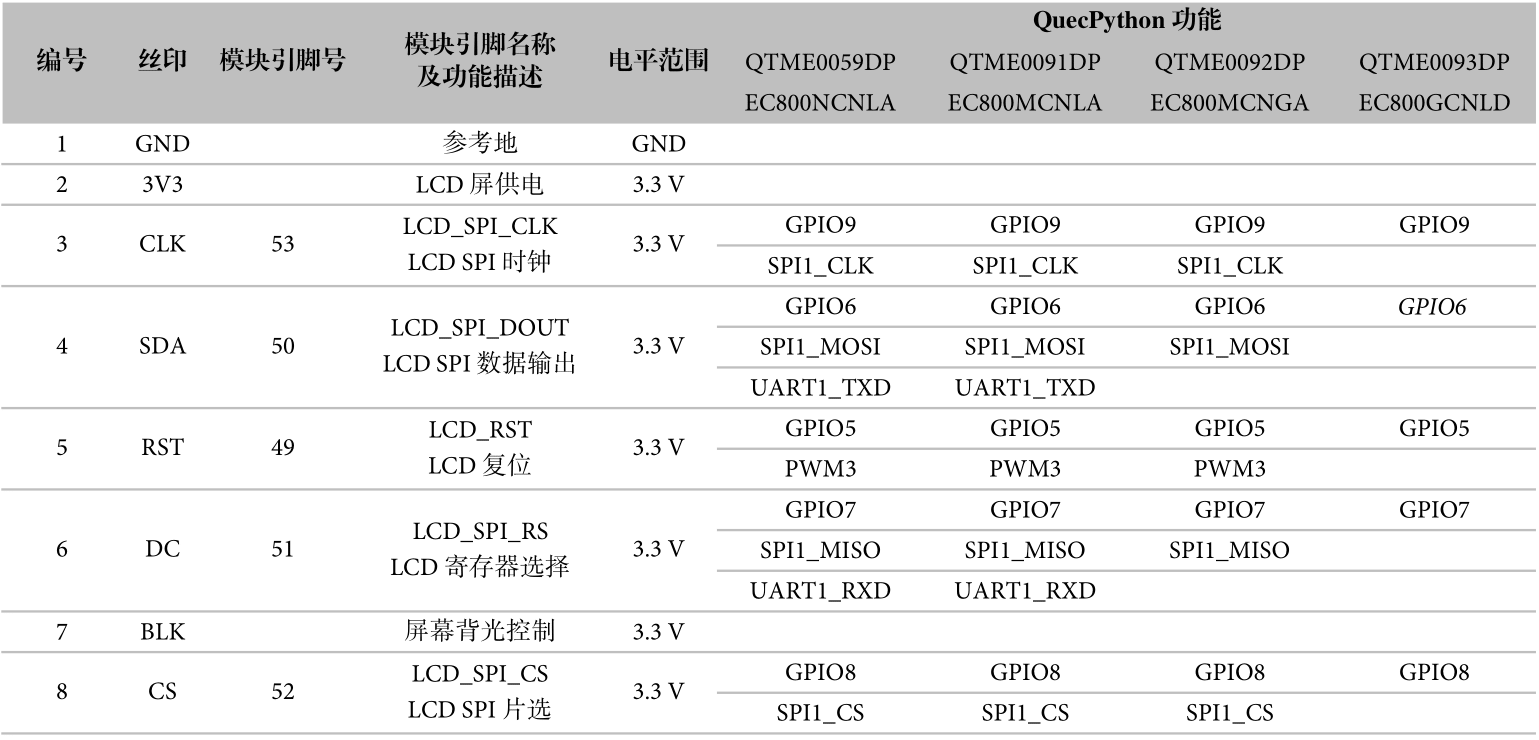 编号 丝印 模块引脚号 模块引脚名称及功能描述 电平范围 QuecPython 功能
QTME0059DP QTME0091DP QTME0092DP QTME0093DP
EC800NCNLA EC800MCNLA EC800MCNGA EC800GCNLD
1 GND 参考地 GND
2 3V3 LCD 屏供电 3.3 V
3 CLK 53 LCD_SPI_CLK
LCD SPI 时钟 3.3 V
GPIO9 GPIO9 GPIO9 GPIO9
SPI1_CLK SPI1_CLK SPI1_CLK
4 SDA 50 LCD_SPI_DOUT
LCD SPI 数据输出 3.3 V
GPIO6 GPIO6 GPIO6 GPIO6
SPI1_MOSI SPI1_MOSI SPI1_MOSI
UART1_TXD UART1_TXD
5 RST 49 LCD_RST
LCD 复位 3.3 V
GPIO5 GPIO5 GPIO5 GPIO5
PWM3 PWM3 PWM3
6 DC 51 LCD_SPI_RS
LCD 寄存器选择 3.3 V
GPIO7 GPIO7 GPIO7 GPIO7
SPI1_MISO SPI1_MISO SPI1_MISO
UART1_RXD UART1_RXD
7 BLK 屏幕背光控制 3.3 V
8 CS 52 LCD_SPI_CS
LCD SPI 片选 3.3 V
GPIO8 GPIO8 GPIO8 GPIO8
SPI1_CS SPI1_CS SPI1_CS